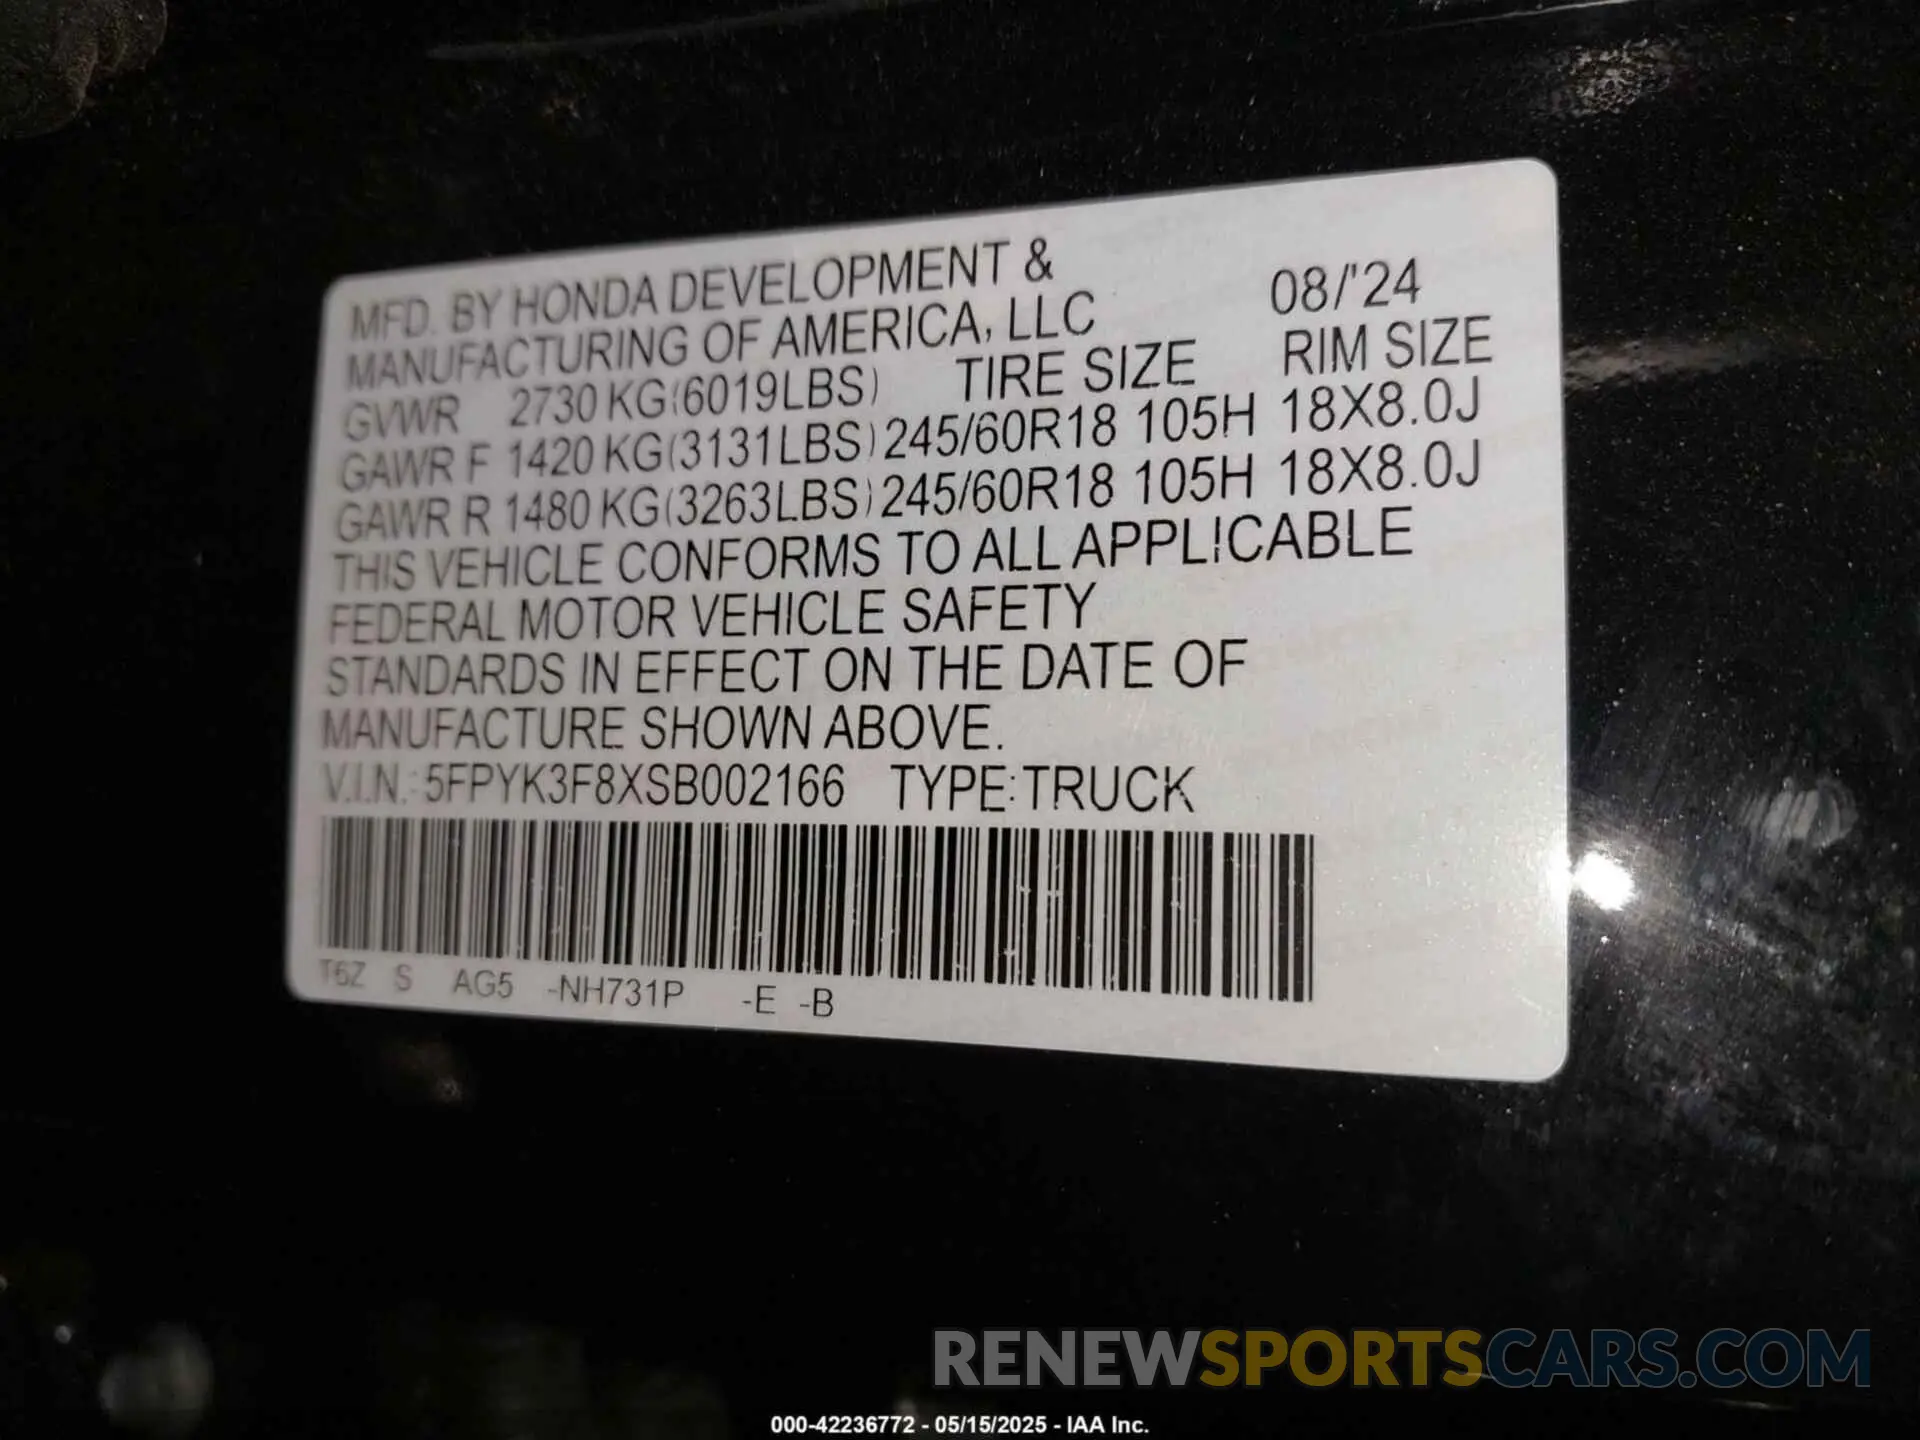 MFD. BY HONDA DEVELOPMENT &
MANUFACTURING OF AMERICA, LLC 08/'24
GVWR 2730 KG(6019LBS) TIRE SIZE RIM SIZE
GAWR F 1420 KG(3131LBS) 245/60R18 105H 18X8.0J
GAWR R 1480 KG(3263LBS) 245/60R18 105H 18X8.0J
THIS VEHICLE CONFORMS TO ALL APPLICABLE
FEDERAL MOTOR VEHICLE SAFETY
STANDARDS IN EFFECT ON THE DATE OF
MANUFACTURE SHOWN ABOVE.
V.I.N.: 5FPYK3F8XSB002166 TYPE:TRUCK
T6Z S AG5 -NH731P -E -B
RENEWSPORTSCARS.COM
000-42236772 - 05/15/2025 - IAA Inc.